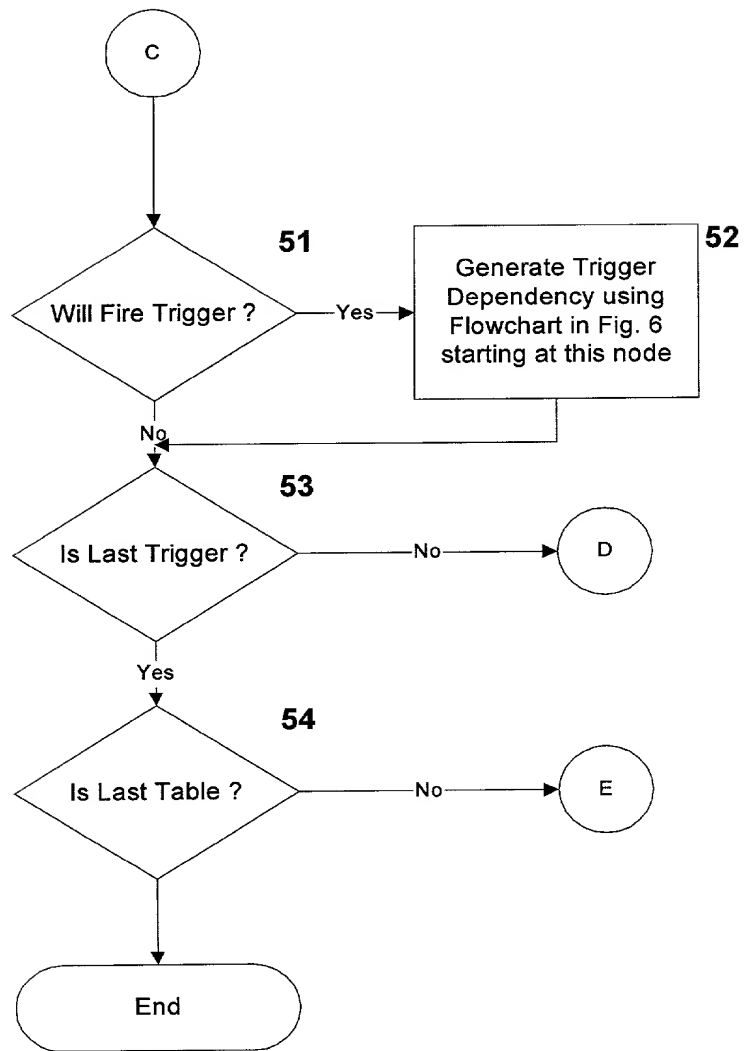 C
51
Will Fire Trigger ?
Yes
52
Generate Trigger
Dependency using
Flowchart in Fig. 6
starting at this node
No
53
Is Last Trigger ?
No
D
Yes
54
Is Last Table ?
No
E
End